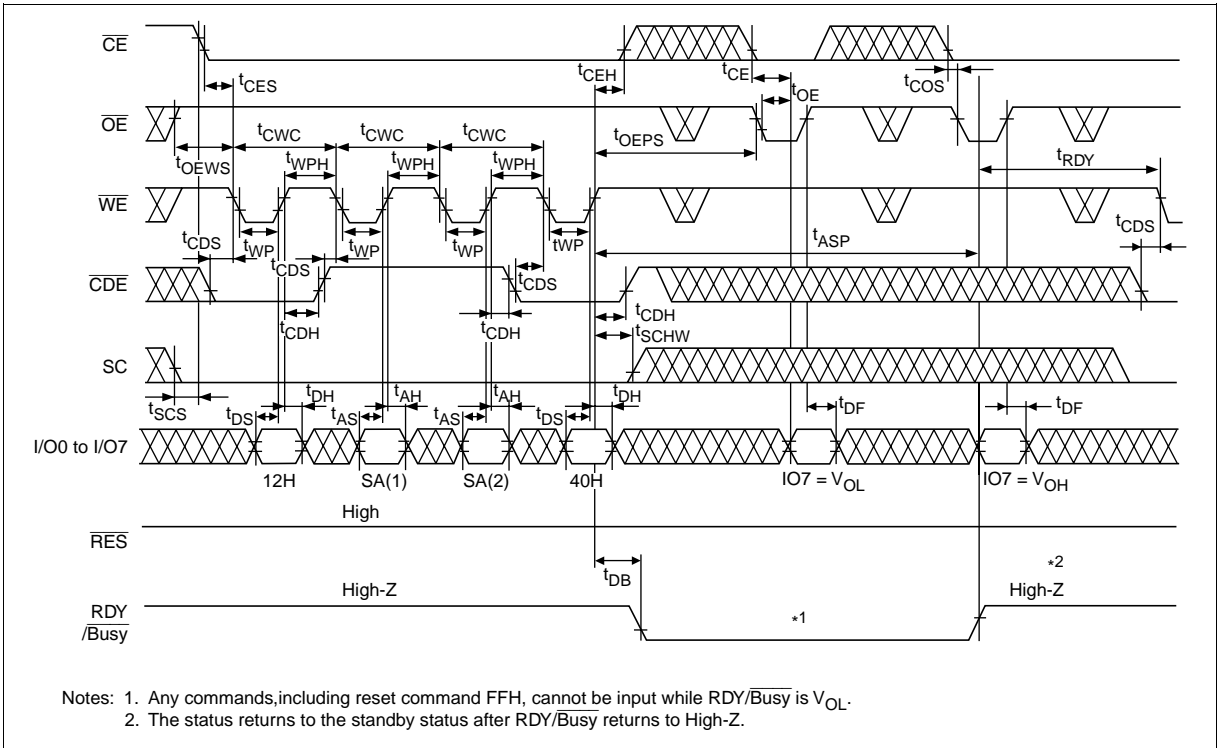 CE
tCES
tCEH
tCE
tOE
tCOS
OE
tOEWS
tCWC
tCWC
tCWC
tWPH
tWPH
tWPH
tOEPS
tRDY
WE
tCDS
tWP
tCDS
tWP
tWP
tWP
tCDS
tASP
tCDS
CDE
tCDH
tCDH
tCDH
tSCHW
SC
tSCS
tDS
tDH
tAS
tAH
tAS
tAH
tDS
tDH
tDF
tDF
I/O0 to I/O7
12H
SA(1)
SA(2)
40H
IO7 = VOL
IO7 = VOH
High
RES
tDB
*2
High-Z
High-Z
RDY
/Busy
*1
Notes: 1. Any commands,including reset command FFH, cannot be input while RDY/Busy is VOL.
2. The status returns to the standby status after RDY/Busy returns to High-Z.